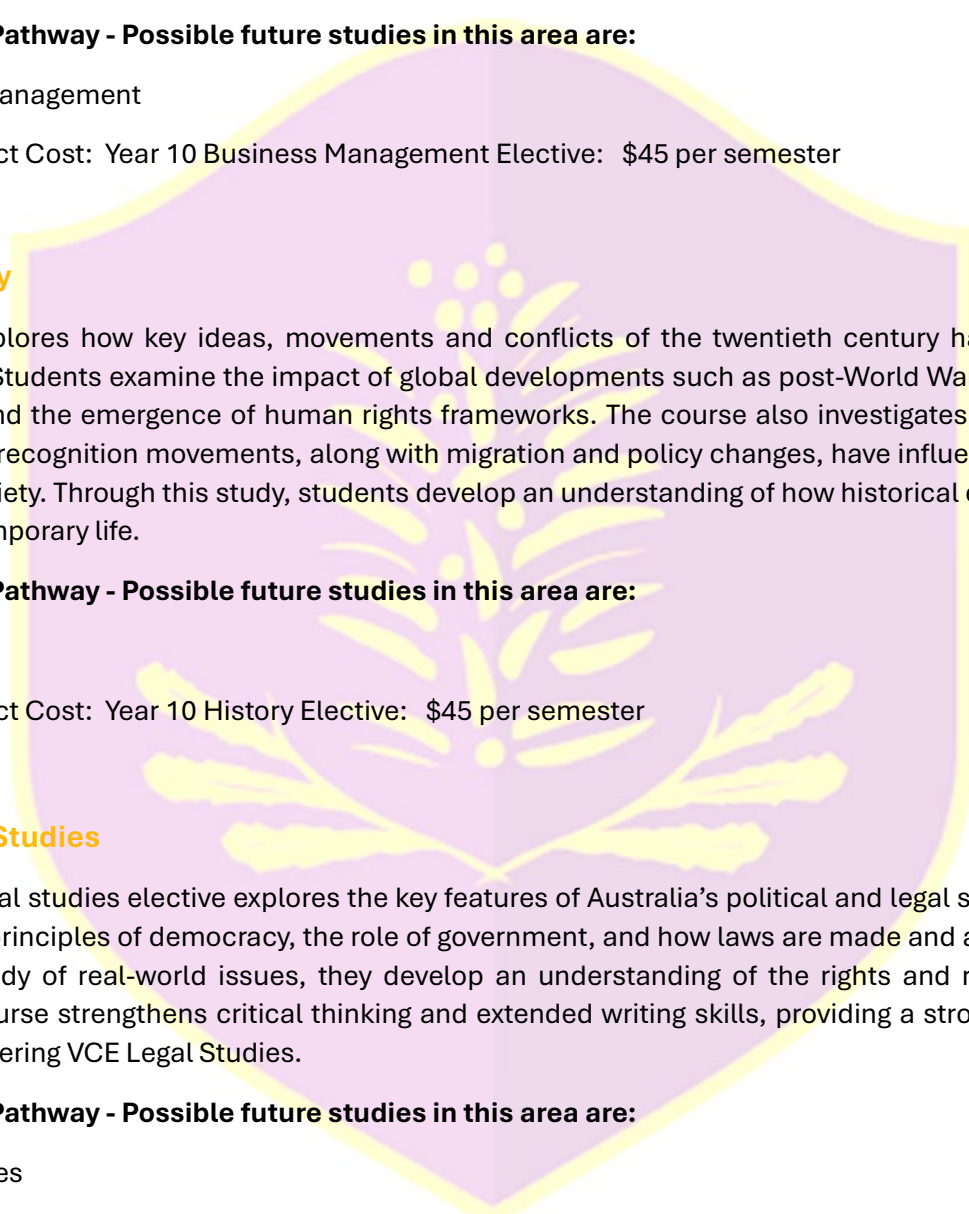 Pathway - Possible future studies in this area are:
anagement
ct Cost: Year 10 Business Management Elective: $45 per semester
y
plores how key ideas, movements and conflicts of the twentieth century ha
Students examine the impact of global developments such as post-World Wa
nd the emergence of human rights frameworks. The course also investigates
recognition movements, along with migration and policy changes, have influe
iety. Through this study, students develop an understanding of how historical e
mporary life.
Pathway - Possible future studies in this area are:
ct Cost: Year 10 History Elective: $45 per semester
Studies
al studies elective explores the key features of Australia’s political and legal s
principles of democracy, the role of government, and how laws are made and a
dy of real-world issues, they develop an understanding of the rights and r
urse strengthens critical thinking and extended writing skills, providing a stro
ering VCE Legal Studies.
Pathway - Possible future studies in this area are:
es